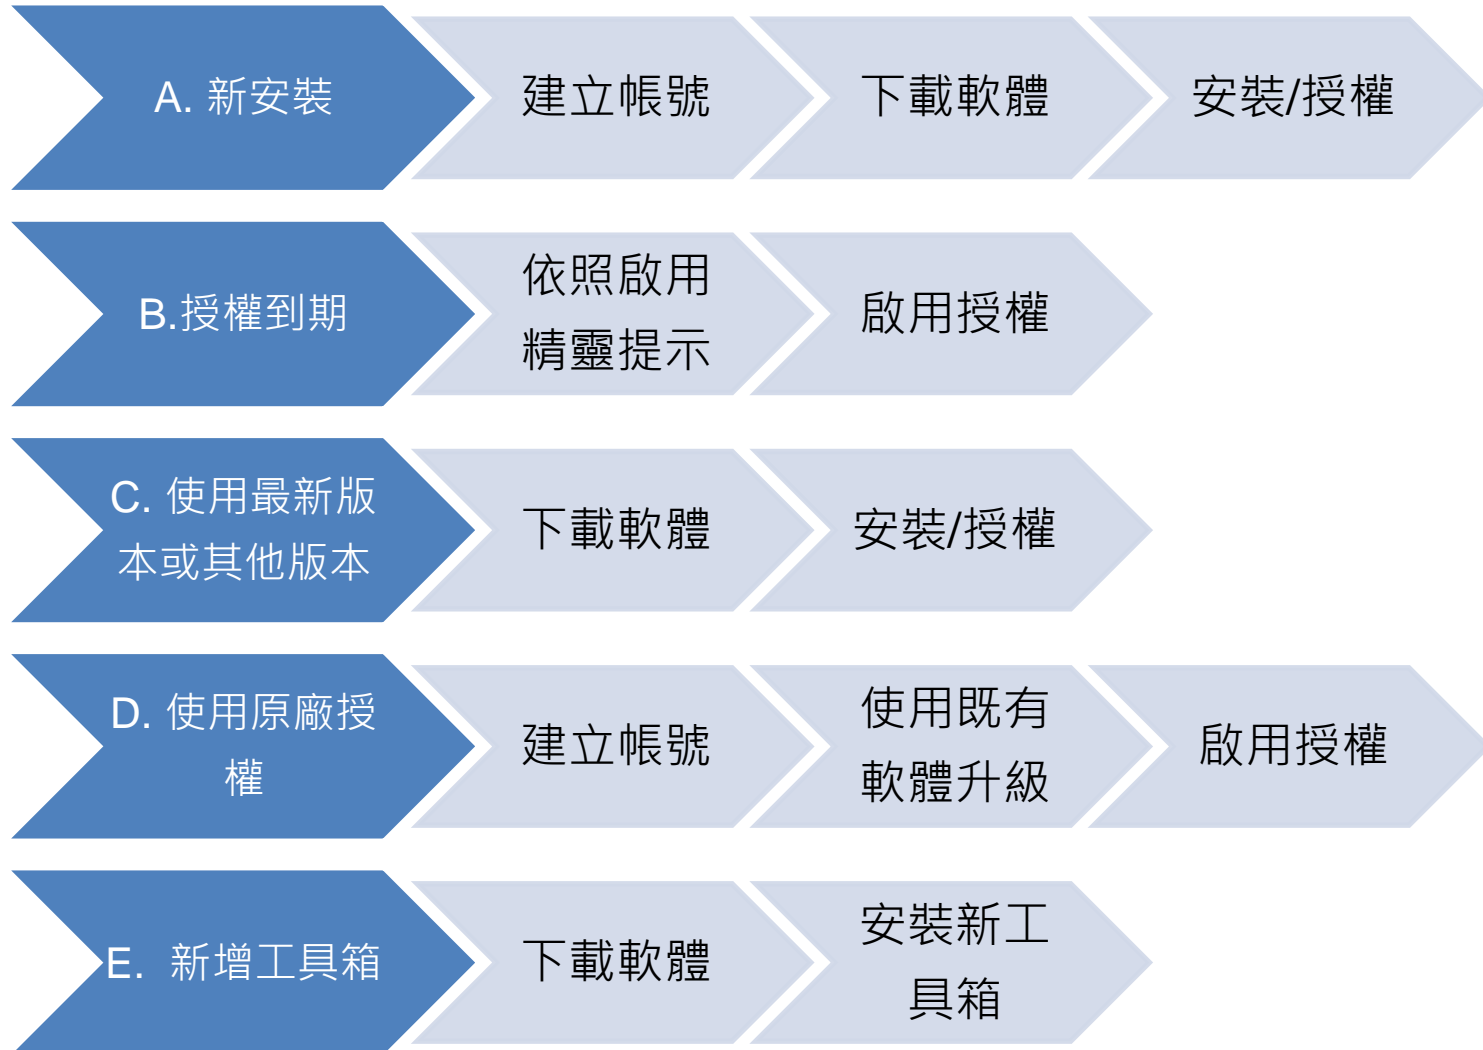 A. 新安裝
建立帳號
下載軟體
安裝/授權
B.授權到期
依照啟用
精靈提示
啟用授權
C. 使用最新版
本或其他版本
下載軟體
安裝/授權
D. 使用原廠授
權
建立帳號
使用既有
軟體升級
啟用授權
E. 新增工具箱
下載軟體
安裝新工
具箱